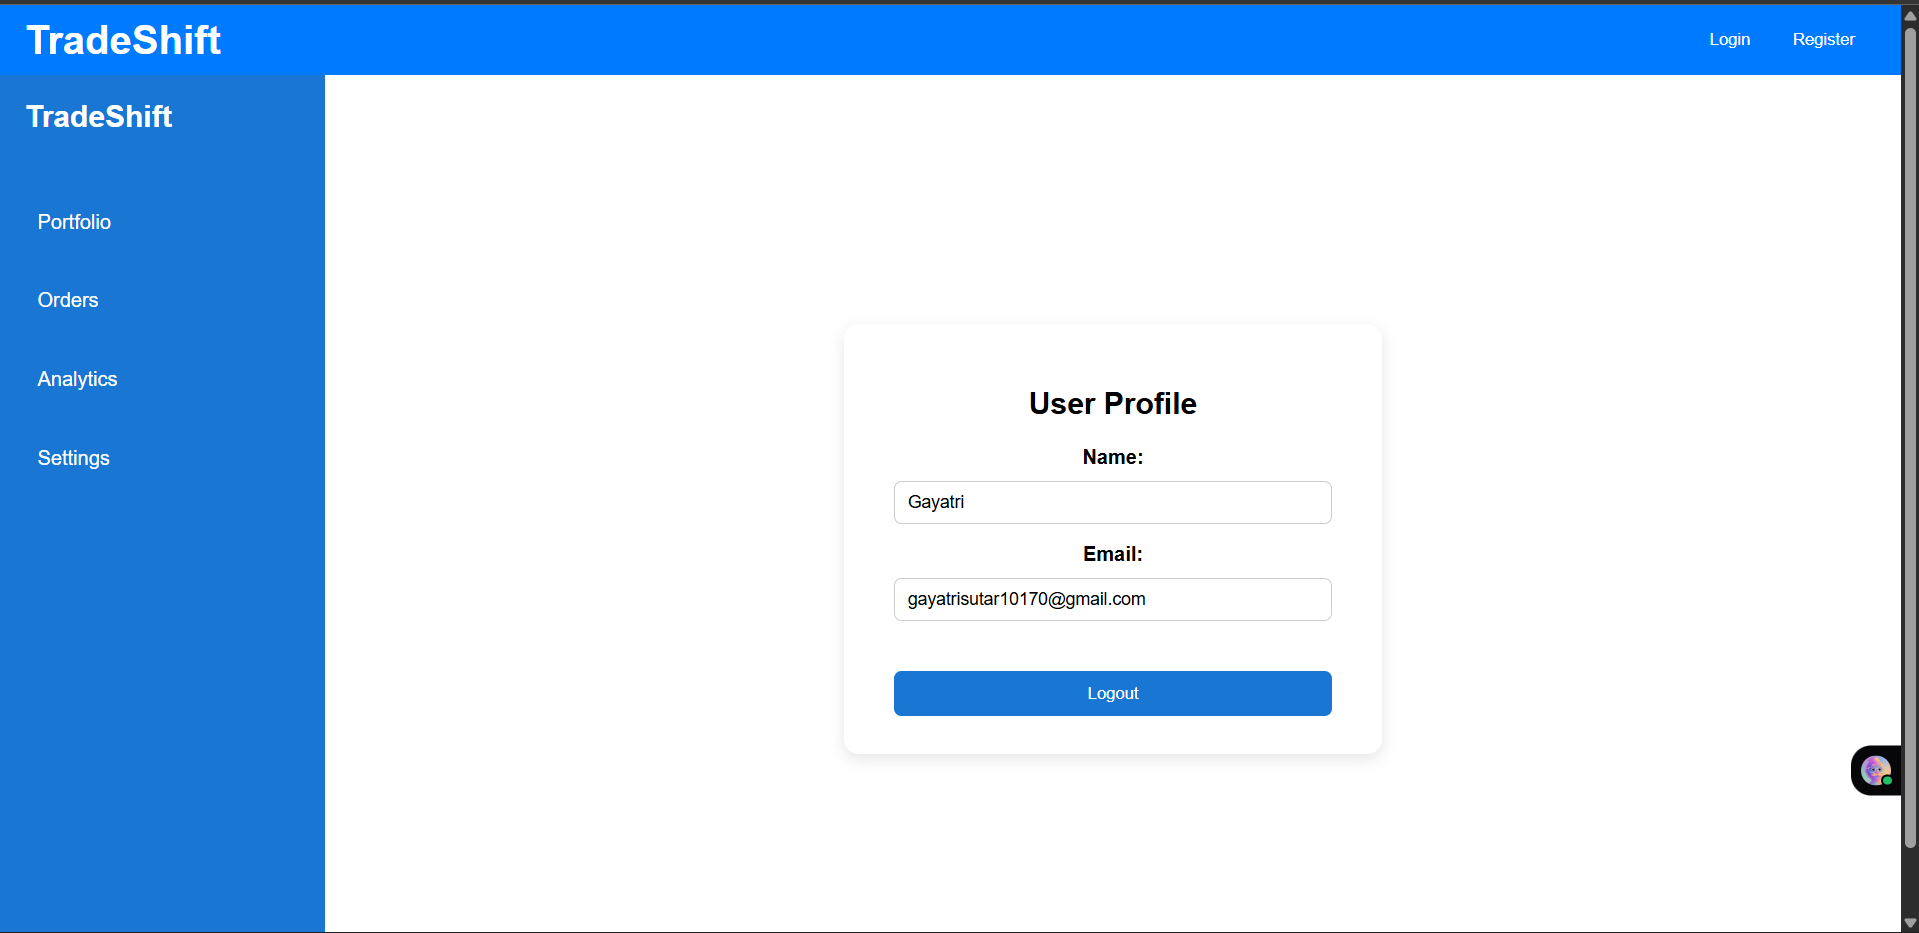 TradeShift
Login Register
TradeShift
Portfolio
Orders
Analytics
Settings
User Profile
Name:
Gayatri
Email:
gayatrisutar10170@gmail.com
Logout